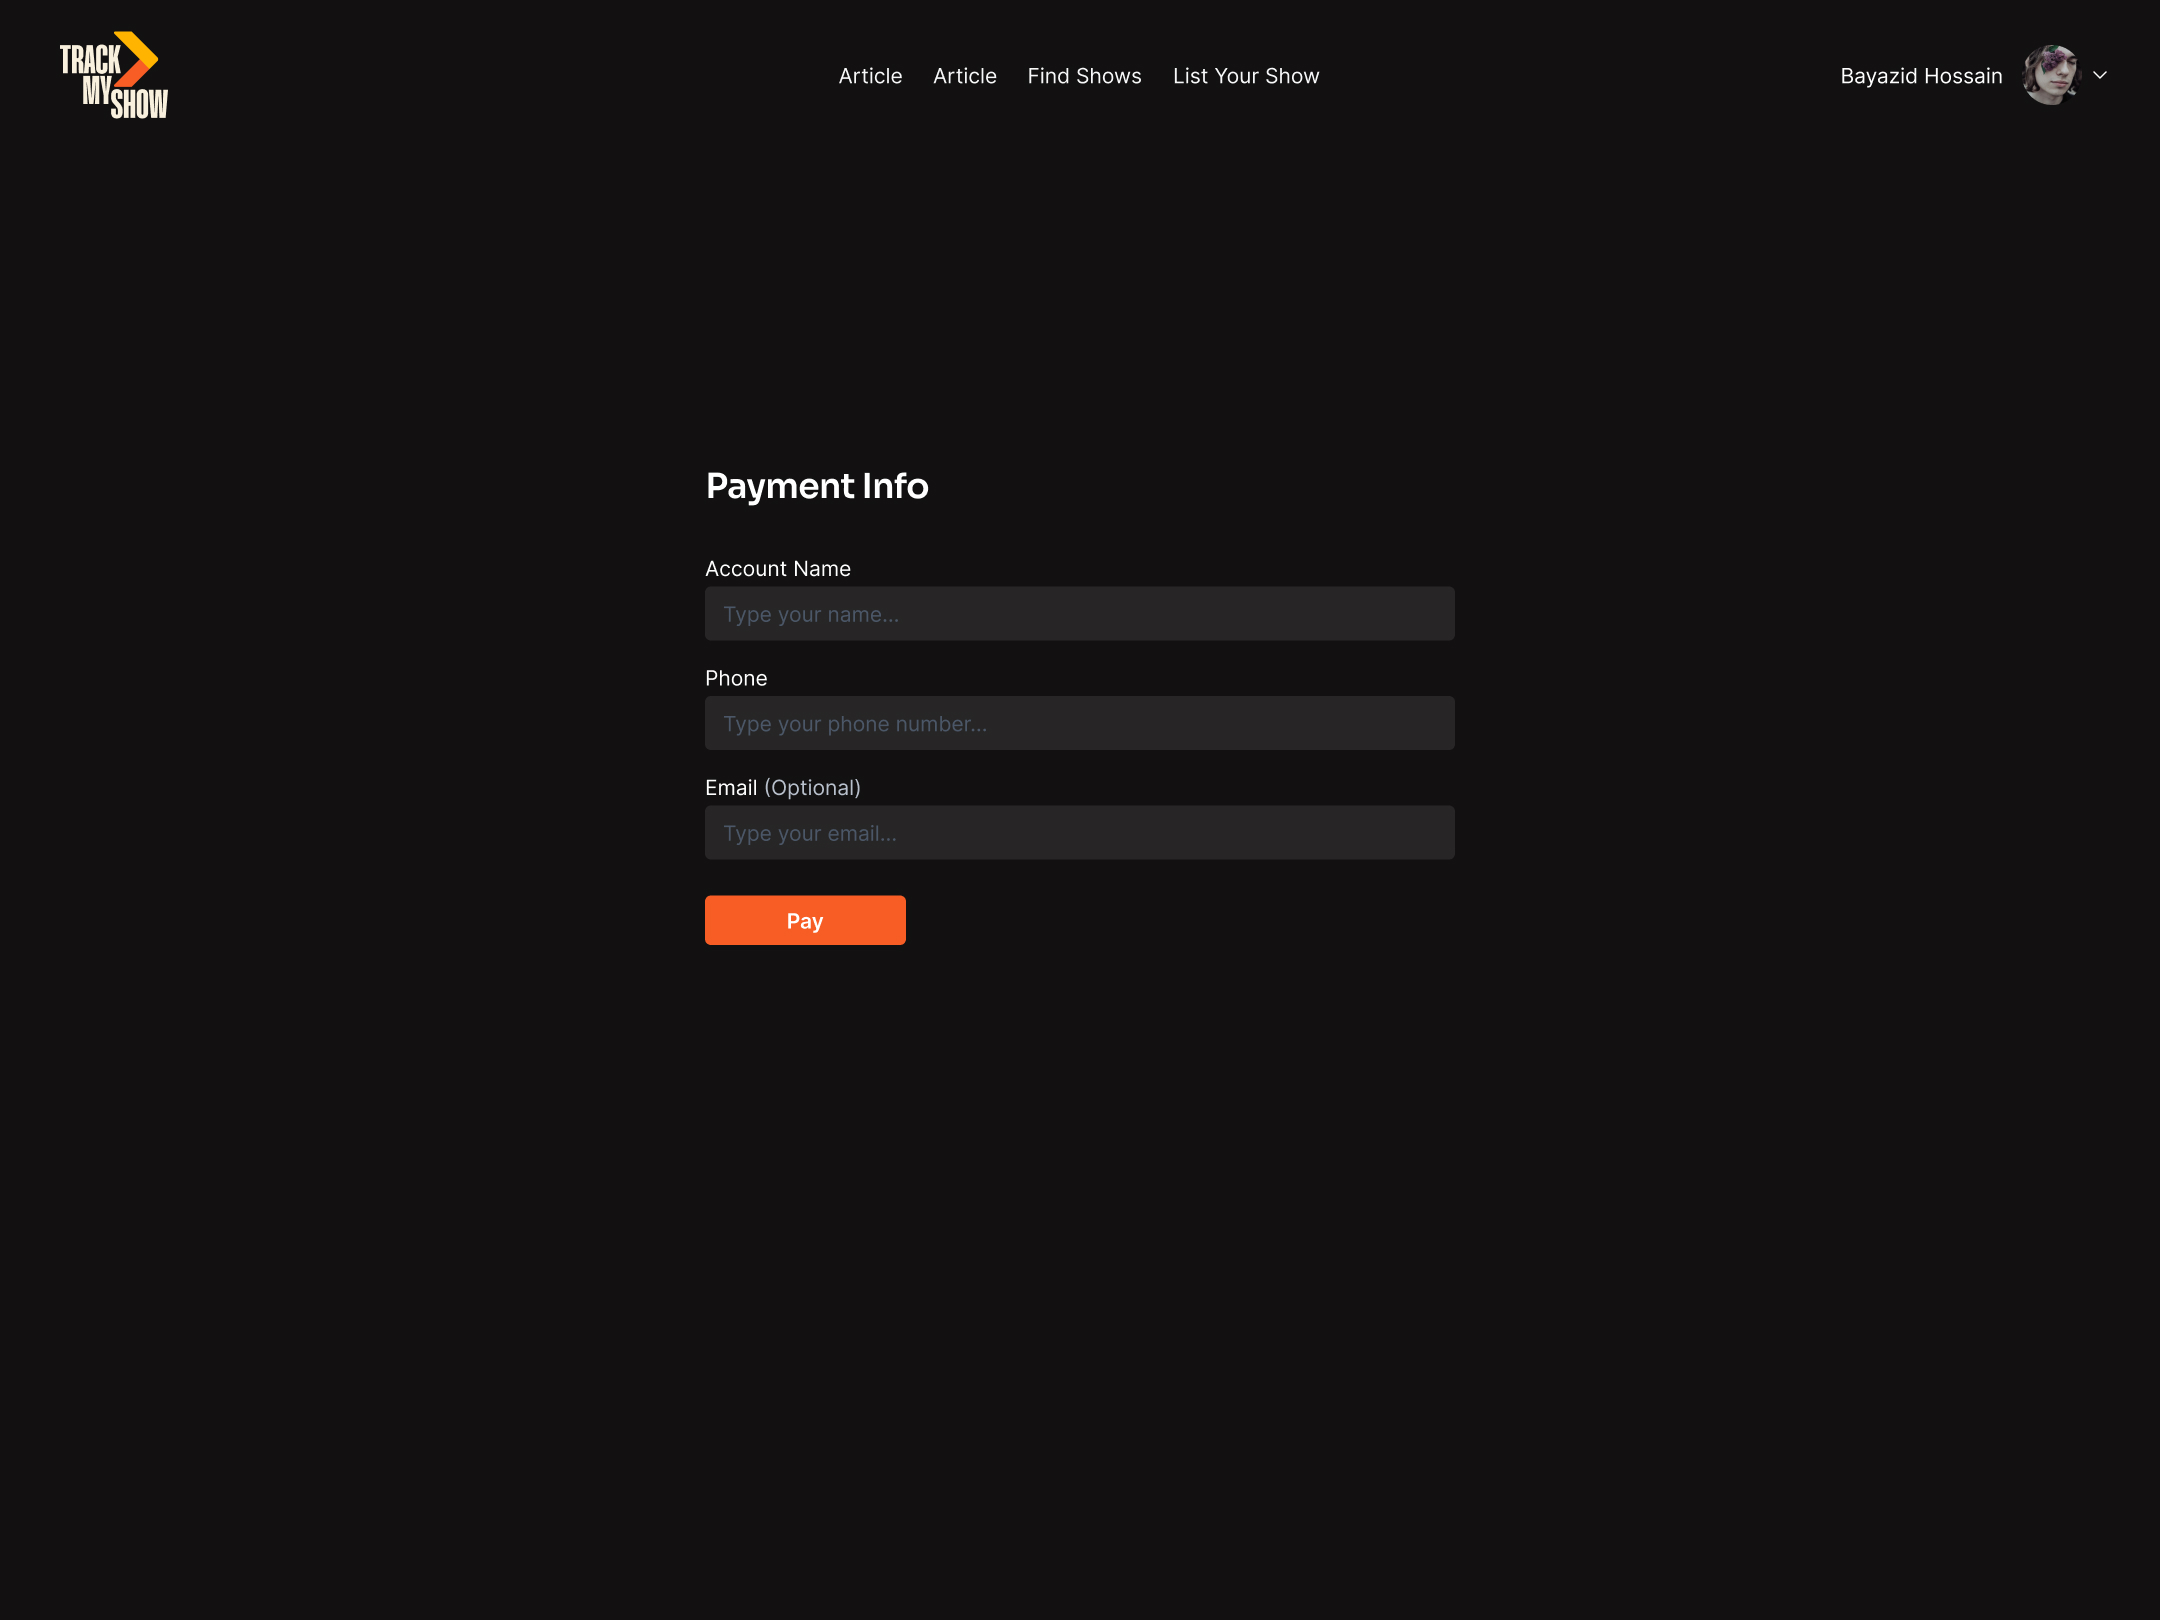 TRACK
MY
SHOW
Article Article Find Shows List Your Show
Bayazid Hossain
Payment Info
Account Name
Type your name...
Phone
Type your phone number...
Email (Optional)
Type your email...
Pay